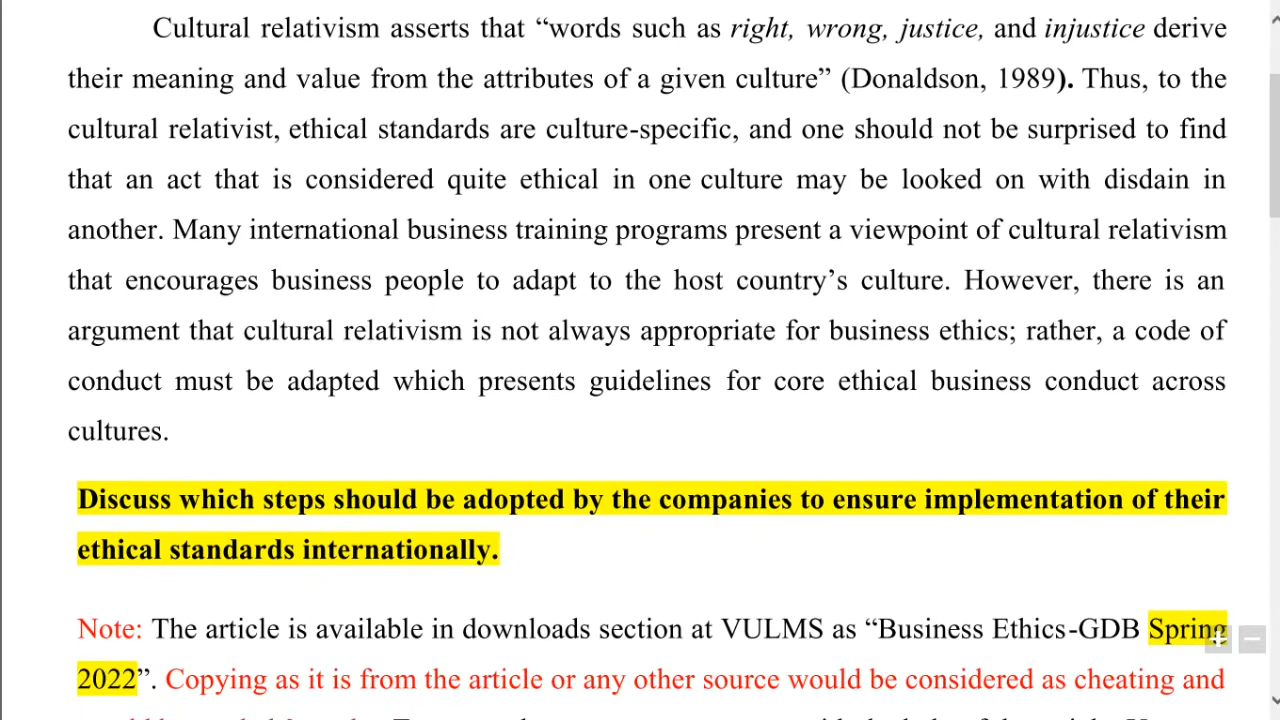 Cultural relativism asserts that “words such as right, wrong, justice, and injustice derive
their meaning and value from the attributes of a given culture” (Donaldson, 1989). Thus, to the
cultural relativist, ethical standards are culture-specific, and one should not be surprised to find
that an act that is considered quite ethical in one culture may be looked on with disdain in
another. Many international business training programs present a viewpoint of cultural relativism
that encourages business people to adapt to the host country’s culture. However, there is an
argument that cultural relativism is not always appropriate for business ethics; rather, a code of
conduct must be adapted which presents guidelines for core ethical business conduct across
cultures.
Discuss which steps should be adopted by the companies to ensure implementation of their
ethical standards internationally.
Note: The article is available in downloads section at VULMS as “Business Ethics-GDB Spring
2022”. Copying as it is from the article or any other source would be considered as cheating and